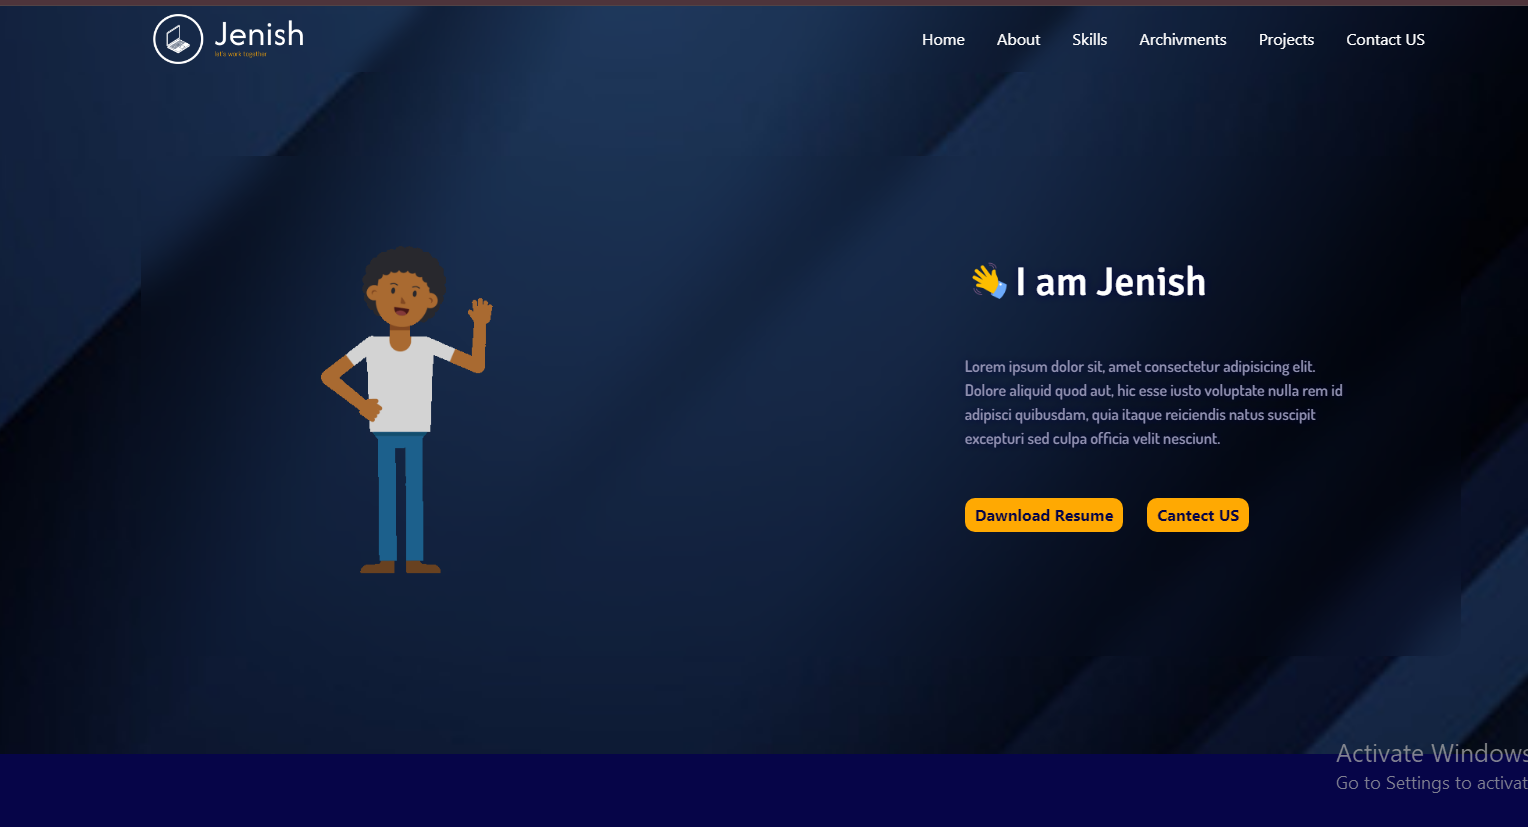 Jenish
let's work together
Home About Skills Archivments Projects Contact US
I am Jenish
Lorem ipsum dolor sit, amet consectetur adipisicing elit.
Dolore aliquid quod aut, hic esse iusto voluptate nulla rem id
adipisci quibusdam, quia itaque reiciendis natus suscipit
excepturi sed culpa officia velit nesciunt.
Dawnload Resume Cantect US
Activate Windows
Go to Settings to activat